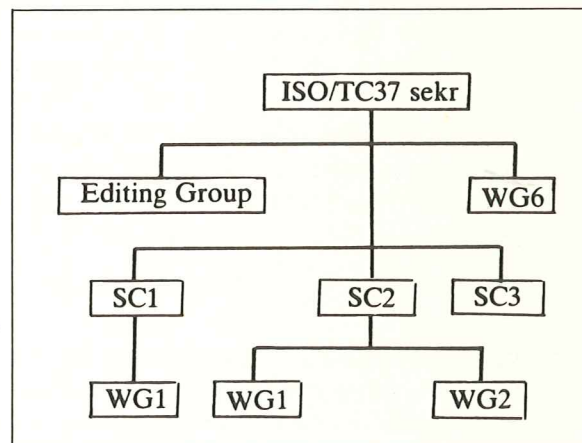 ISO/TC37 sekr
Editing Group
WG6
SC1
SC2
SC3
WG1
WG1
WG2